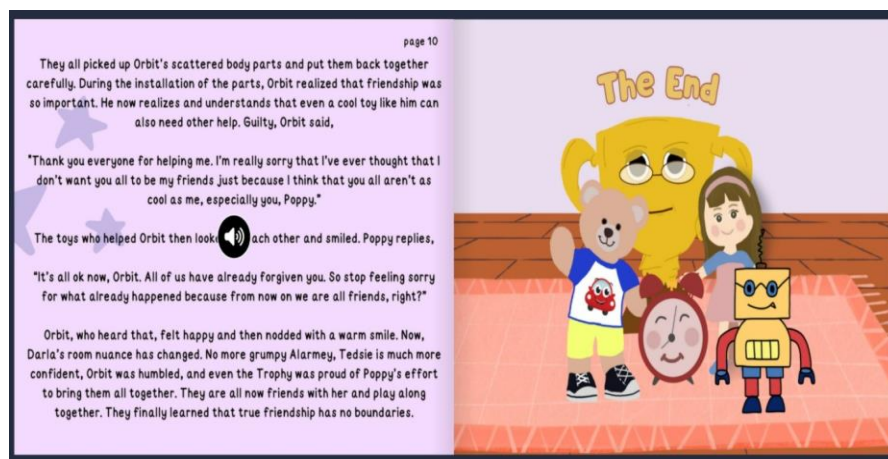 page 10
They all picked up Orbit's scattered body parts and put them back together
carefully. During the installation of the parts, Orbit realized that friendship was
so important. He now realizes and understands that even a cool toy like him can
also need other help. Guilty, Orbit said,
"Thank you everyone for helping me. I'm really sorry that I've ever thought that I
don't want you all to be my friends just because I think that you all aren't as
cool as me, especially you, Poppy."
The toys who helped Orbit then look ach other and smiled. Poppy replies,
"It's all ok now, Orbit. All of us have already forgiven you. So stop feeling sorry
for what already happened because from now on we are all friends, right?"
Orbit, who heard that, felt happy and then nodded with a warm smile. Now,
Darla's room nuance has changed. No more grumpy Alarmey, Tedsie is much more
confident, Orbit was humbled, and even the Trophy was proud of Poppy's effort
to bring them all together. They are all now friends with her and play along
together. They finally learned that true friendship has no boundaries.
The End